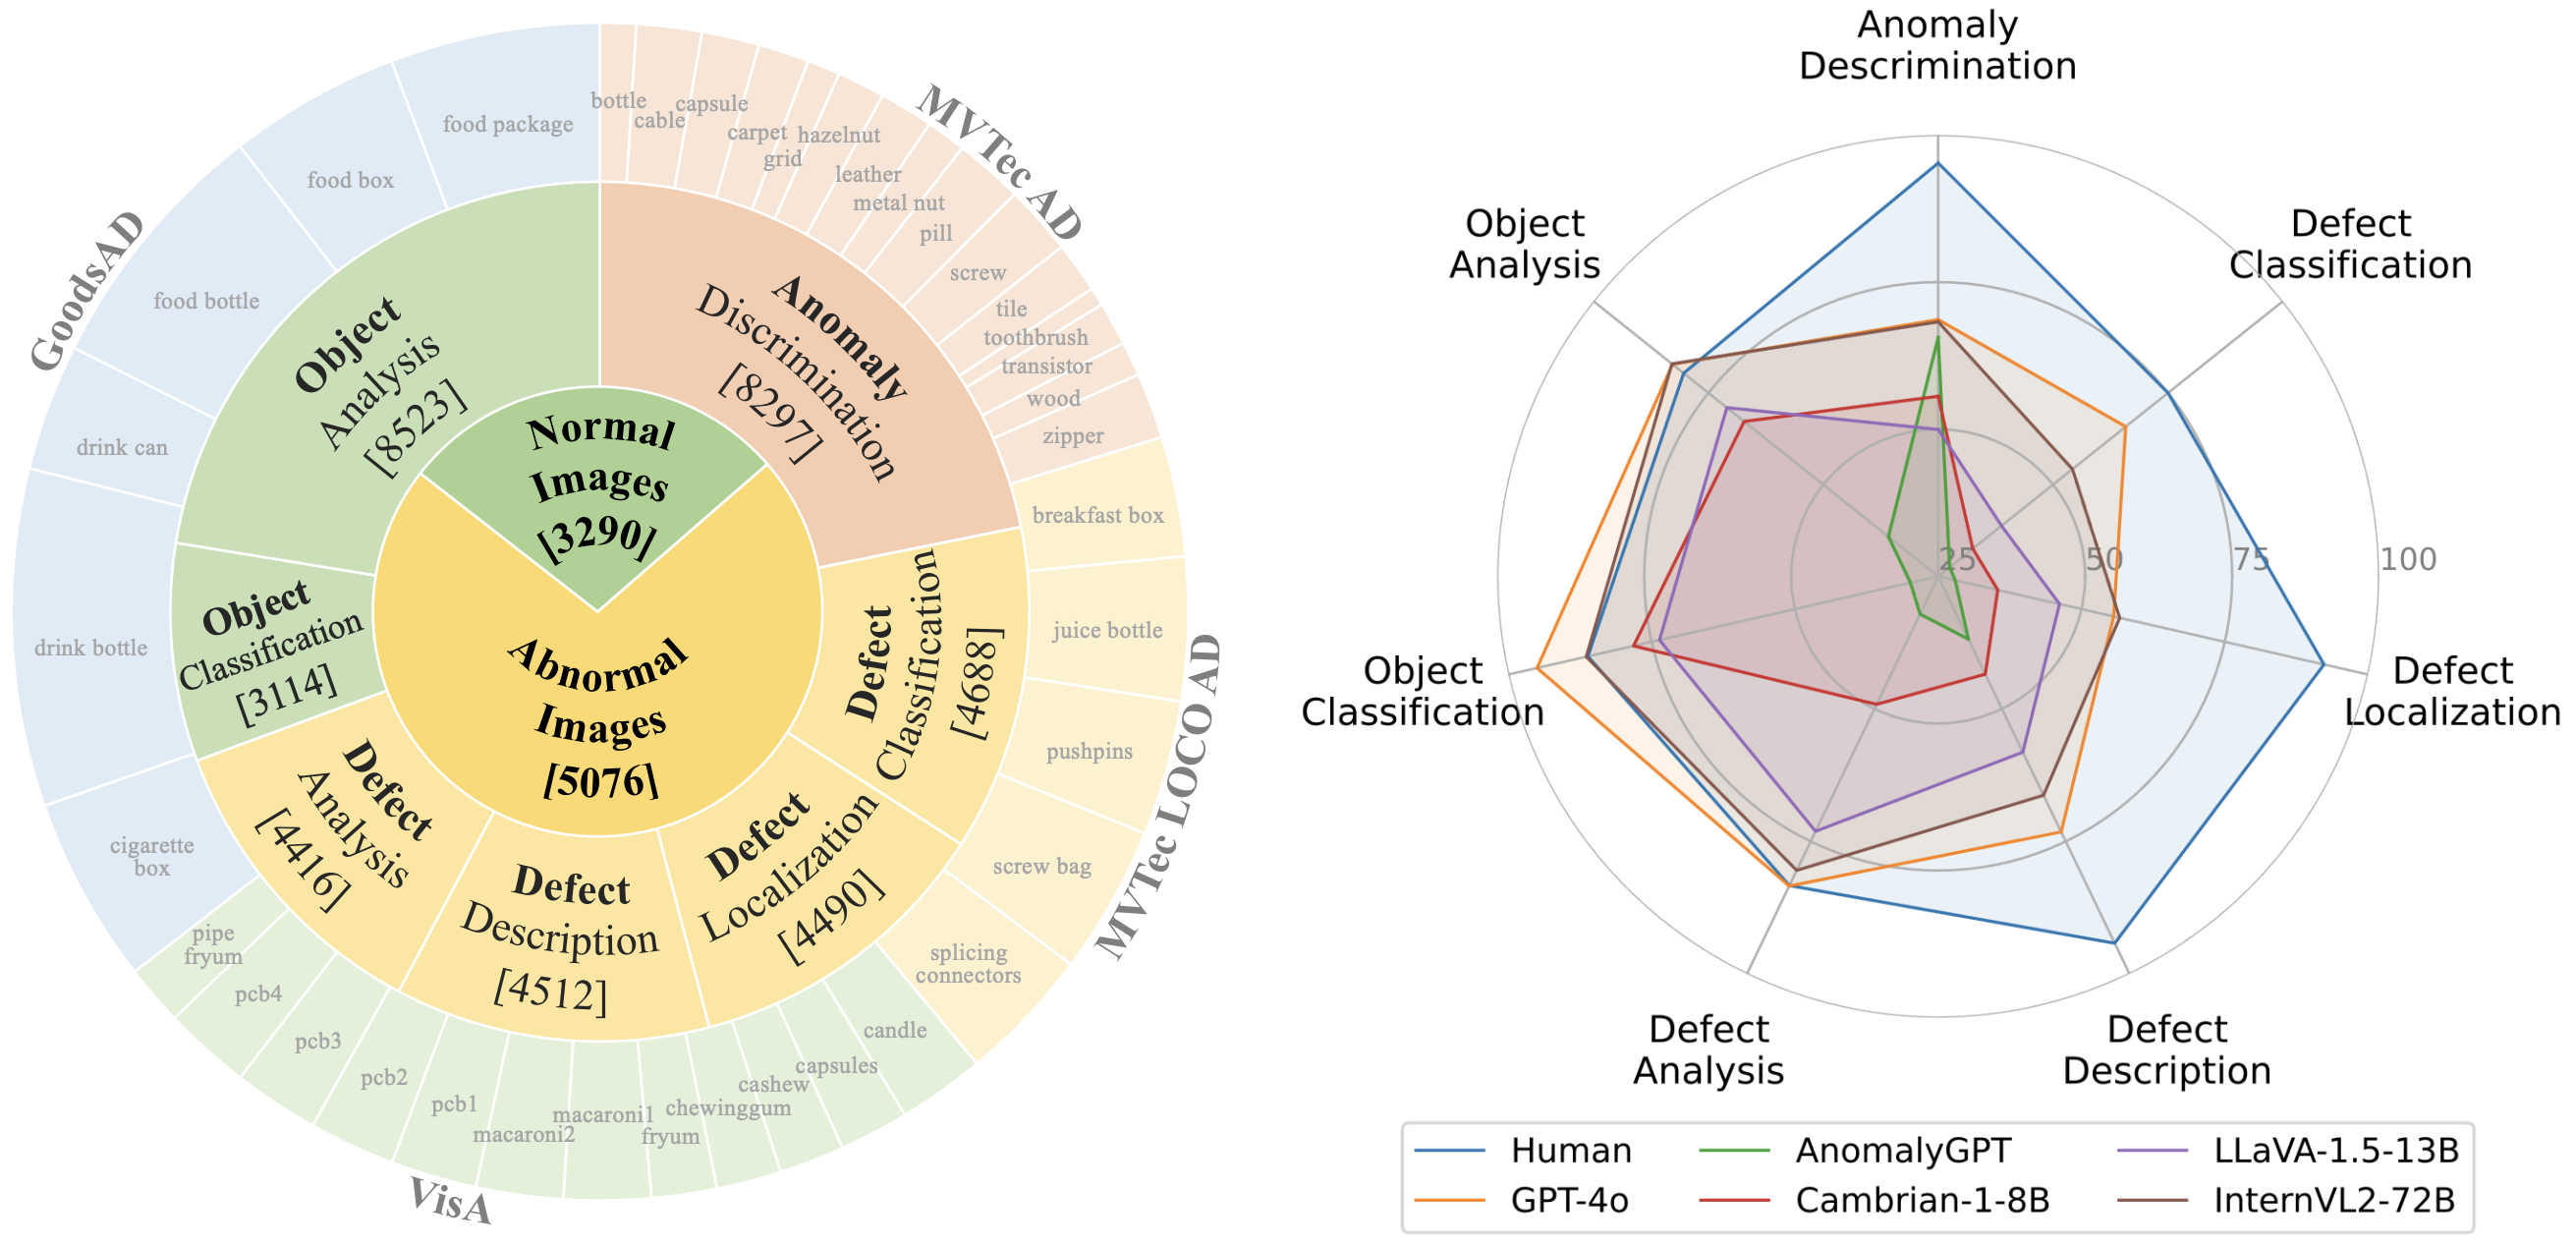 GoodsAD
MVTec AD
MVTec LOCO AD
VisA
food package
food box
food bottle
drink can
drink bottle
cigarette
box
bottle
cable
capsule
carpet
grid
hazelnut
leather
metal nut
pill
screw
tile
toothbrush
transistor
wood
zipper
breakfast box
juice bottle
pushpins
screw bag
splicing
connectors
candle
capsules
cashew
chewinggum
fryum
macaroni1
macaroni2
pcb1
pcb2
pcb3
pcb4
pipe
fryum
Object
Analysis
[8523]
Anomaly
Discrimination
[8297]
Object
Classification
[3114]
Defect
Analysis
[4416]
Defect
Description
[4512]
Defect
Localization
[4490]
Defect
Classification
[4688]
Normal
Images
[3290]
Abnormal
Images
[5076]
Anomaly
Descrimination
Object
Analysis
Defect
Classification
25 50 75 100
Object
Classification
Defect
Localization
Defect
Analysis
Defect
Description
Human
GPT-4o
AnomalyGPT
Cambrian-1-8B
LLaVA-1.5-13B
InternVL2-72B